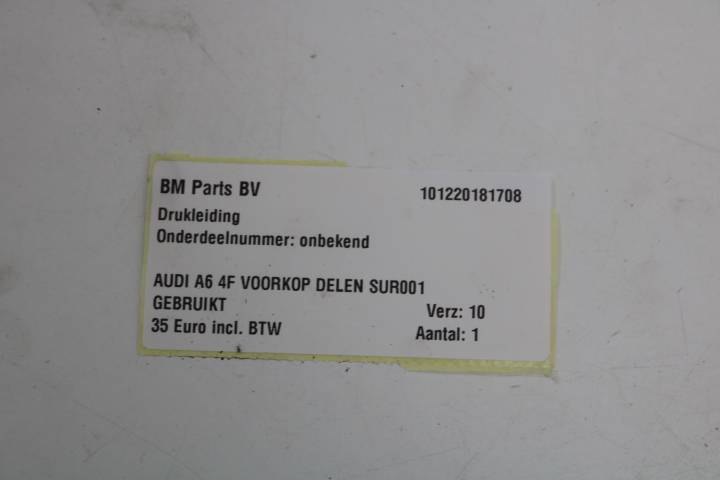 BM Parts BV 101220181708
Drukleiding
Onderdeelnummer: onbekend
AUDI A6 4F VOORKOP DELEN SUR001
GEBRUIKT Verz: 10
35 Euro incl. BTW Aantal: 1